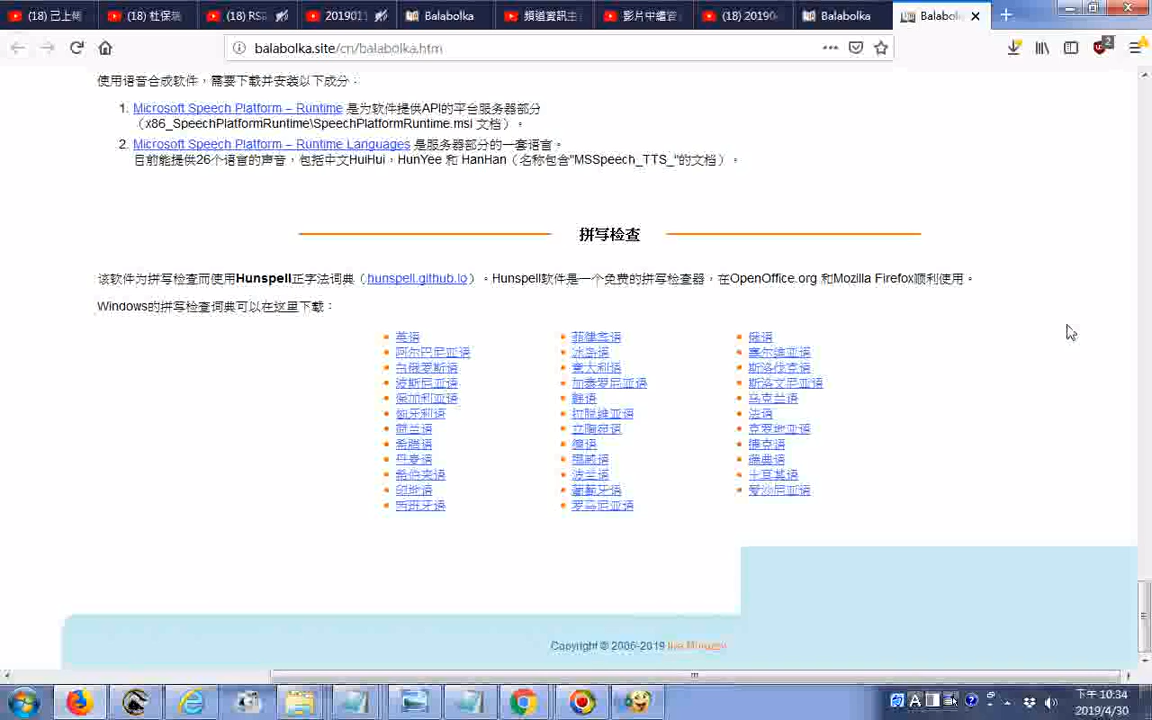 (18) 己上
(18) 杜保瑞
(18) RS
2019011
Balabolka
頻道資訊主
影片中繼管
(18) 20190
Balabolka
Balabol
balabolka.site/cn/balabolka.htm
2
使用语音合成软件，需要下载并安装以下成分：
1. Microsoft Speech Platform – Runtime 是为软件提供API的平台服务器部分
（x86_SpeechPlatformRuntime\SpeechPlatformRuntime.msi 文档）。
2. Microsoft Speech Platform – Runtime Languages 是服务器部分的一套语言。
目前能提供26个语言的声音，包括中文HuiHui，HunYee 和 HanHan（名称包含"MSSpeech_TTS_"的文档）。
拼写检查
该软件为拼写检查而使用Hunspell正字法词典（hunspell.github.io）。Hunspell软件是一个免费的拼写检查器，在OpenOffice.org 和Mozilla Firefox顺利使用。
Windows的拼写检查词典可以在这里下载：
英语
阿尔巴尼亚语
白俄罗斯语
波斯尼亚语
保加利亚语
匈牙利语
荷兰语
希腊语
丹麦语
希伯来语
印地语
西班牙语
冰岛语
意大利语
加泰罗尼亚语
拉脱维亚语
立陶宛语
德语
挪威语
波兰语
葡萄牙语
罗马尼亚语
俄语
塞尔维亚语
斯洛伐克语
斯洛文尼亚语
乌克兰语
法语
克罗地亚语
捷克语
瑞典语
土耳其语
爱沙尼亚语
Copyright © 2006-2019 Ilya Morozov
下午 10:34
2019/4/30